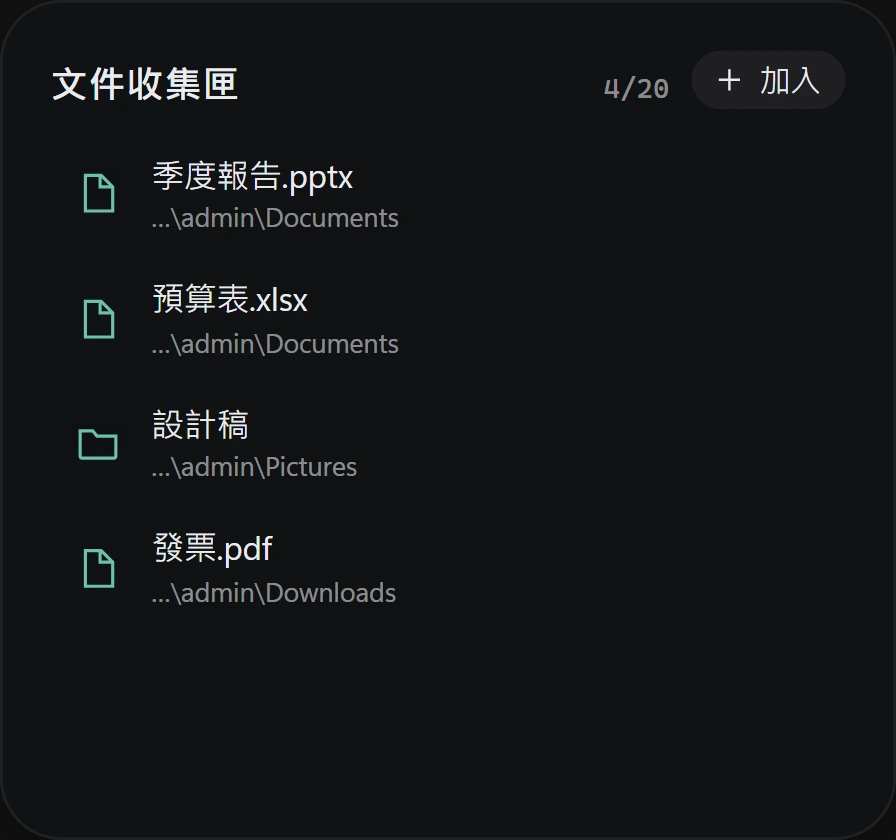 文件收集匣
4/20
+ 加入
季度報告.pptx
...\admin\Documents
預算表.xlsx
...\admin\Documents
設計稿
...\admin\Pictures
發票.pdf
...\admin\Downloads